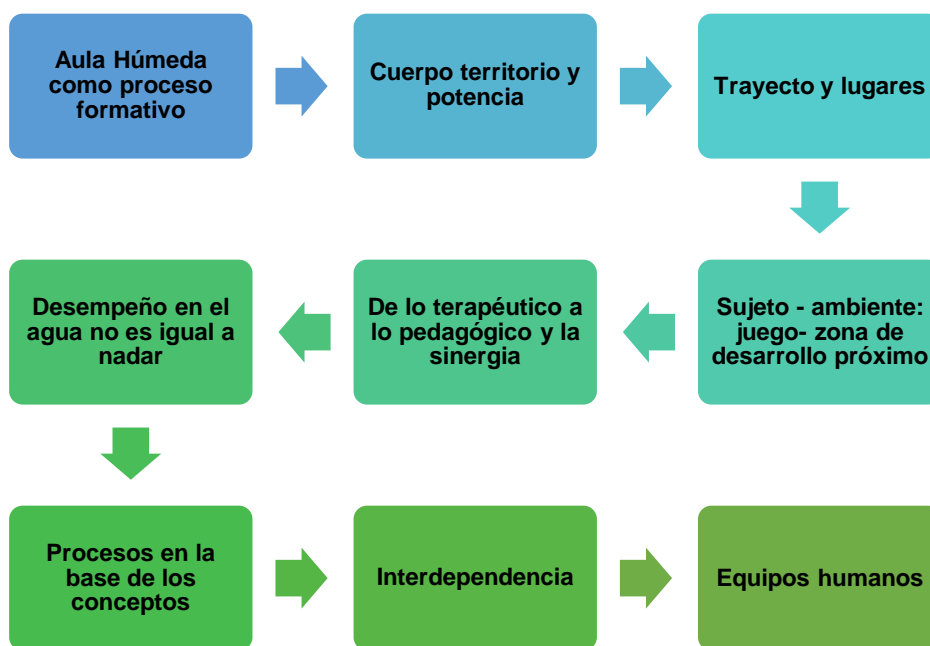 Aula Húmeda
como proceso
formativo
Cuerpo territorio y
potencia
Trayecto y lugares
Sujeto - ambiente:
juego- zona de
desarrollo próximo
De lo terapéutico a
lo pedagógico y la
sinergia
Desempeño en el
agua no es igual a
nadar
Procesos en la
base de los
conceptos
Interdependencia
Equipos humanos